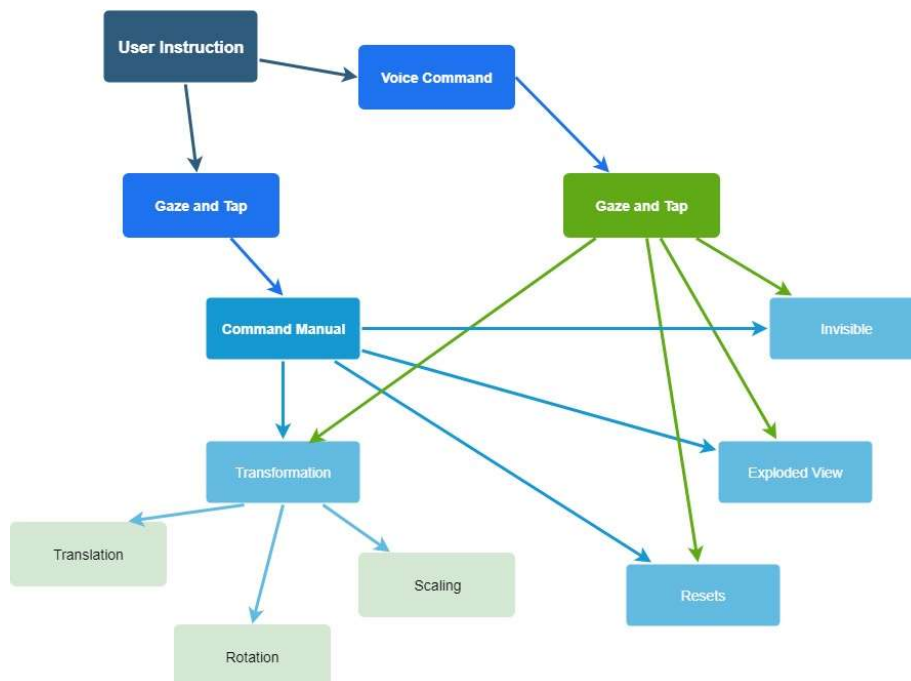 User Instruction
Voice Command
Gaze and Tap
Gaze and Tap
Command Manual
Invisible
Transformation
Exploded View
Translation
Scaling
Resets
Rotation